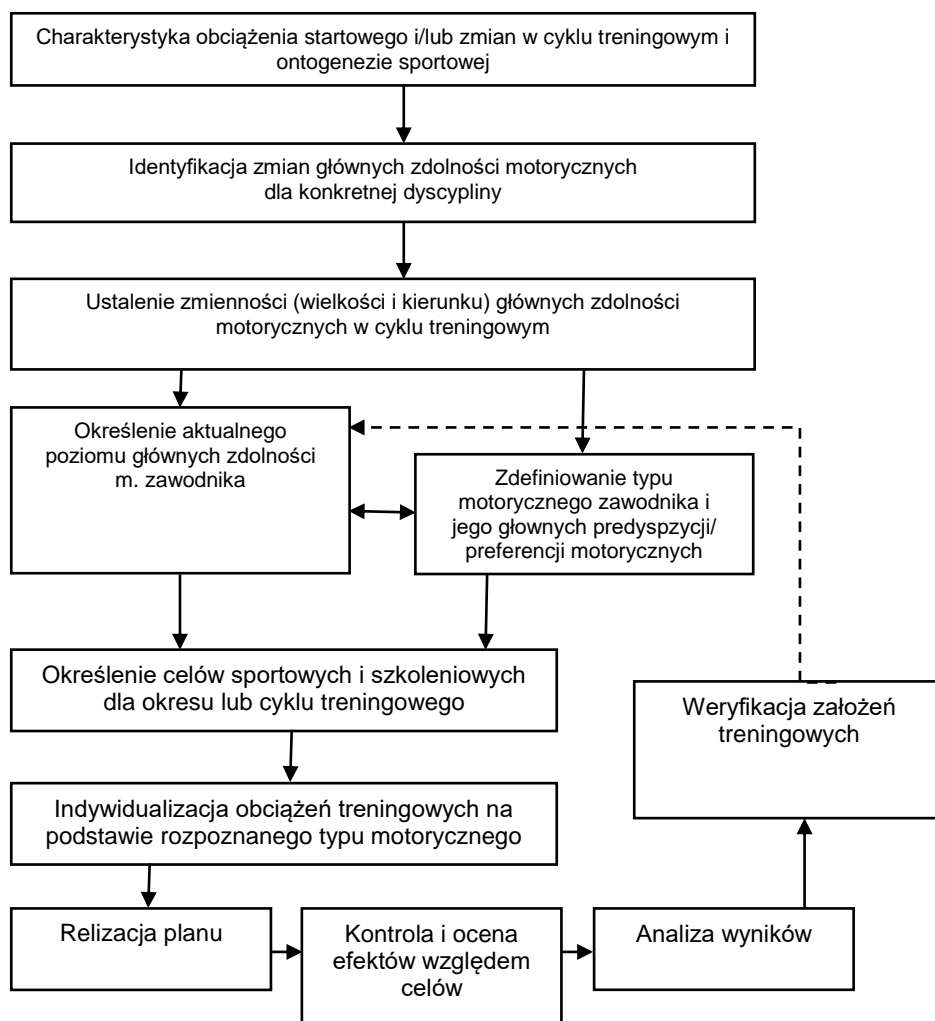 Charakterystyka obciążenia startowego i/lub zmian w cyklu treningowym i
ontogenezie sportowej
Identyfikacja zmian głównych zdolności motorycznych
dla konkretnej dyscypliny
Ustalenie zmienności (wielkości i kierunku) głównych zdolności
motorycznych w cyklu treningowym
Określenie aktualnego
poziomu głównych zdolności
m. zawodnika
Zdefiniowanie typu
motorycznego zawodnika i
jego głownych predyspzycji/
preferencji motorycznych
Określenie celów sportowych i szkoleniowych
dla okresu lub cyklu treningowego
Weryfikacja założeń
treningowych
Indywidualizacja obciążeń treningowych na
podstawie rozpoznanego typu motorycznego
Relizacja planu
Kontrola i ocena
efektów względem
celów
Analiza wyników